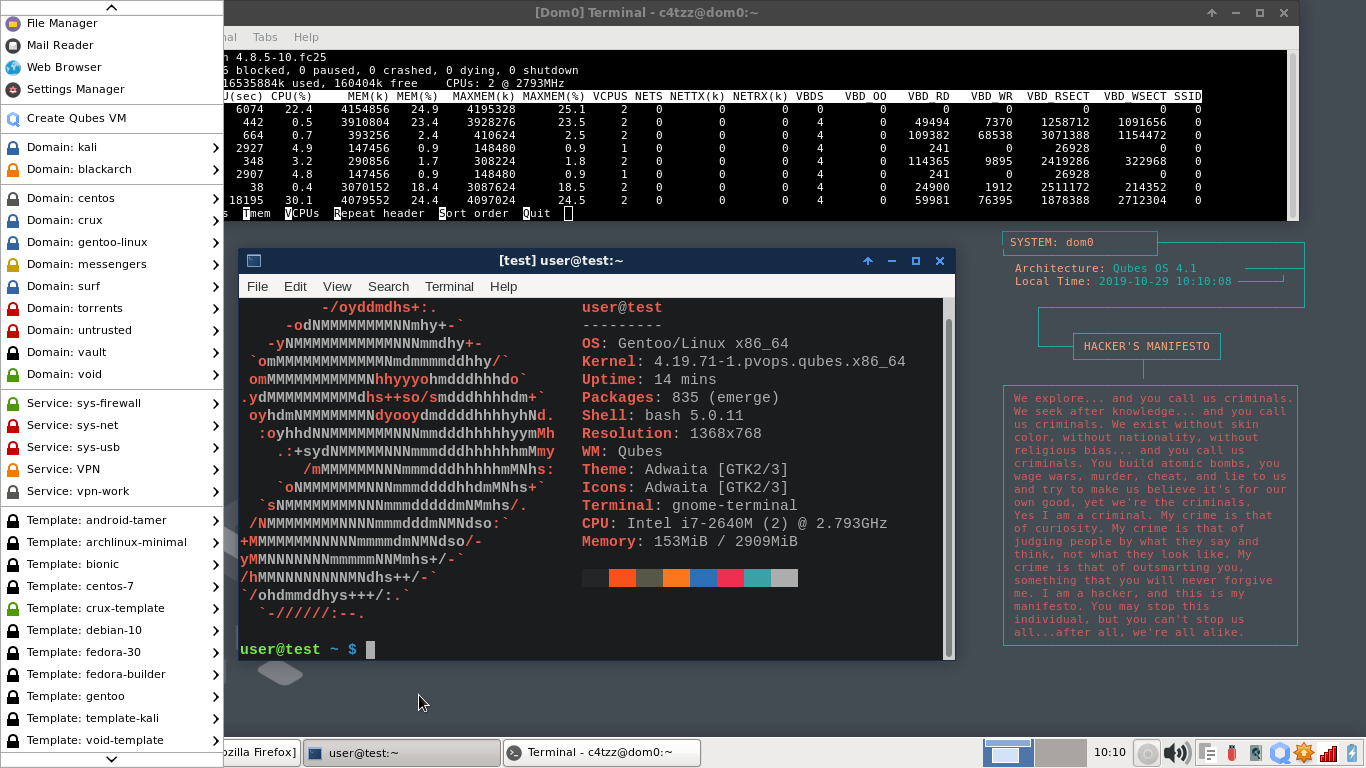 File Manager
Mail Reader
Web Browser
Settings Manager
Create Qubes VM
Domain: kali
Domain: blackarch
Domain: centos
Domain: crux
Domain: gentoo-linux
Domain: messengers
Domain: surf
Domain: torrents
Domain: untrusted
Domain: vault
Domain: void
Service: sys-firewall
Service: sys-net
Service: sys-usb
Service: VPN
Service: vpn-work
Template: android-tamer
Template: archlinux-minimal
Template: bionic
Template: centos-7
Template: crux-template
Template: debian-10
Template: fedora-30
Template: fedora-builder
Template: gentoo
Template: template-kali
Template: void-template
[Dom0] Terminal - c4tzz@dom0:~
nal Tabs Help
n 4.8.5-10.fc25
6 blocked, 0 paused, 0 crashed, 0 dying, 0 shutdown
16535884k used, 160404k free CPUs: 2 @ 2793MHz
U(sec) CPU(%) MEM(k) MEM(%) MAXMEM(k) MAXMEM(%) VCPUS NETS NETTX(k) NETRX(k) VBDS VBD_OO VBD_RD VBD_WR VBD_RSECT VBD_WSECT SSID
6074 22.4 4154856 24.9 4195328 25.1 2 0 0 0 0 0 0 0 0 0 0
442 0.5 3910804 23.4 3928276 23.5 2 0 0 0 4 0 49494 7370 1258712 1091656 0
664 0.7 393256 2.4 410624 2.5 2 0 0 0 4 0 109382 68538 3071388 1154472 0
2927 4.9 147456 0.9 148480 0.9 1 0 0 0 4 0 241 0 26928 0 0
348 3.2 290856 1.7 308224 1.8 2 0 0 0 4 0 114365 9895 2419286 322968 0
2907 4.8 147456 0.9 148480 0.9 1 0 0 0 4 0 241 0 26928 0 0
38 0.4 3070152 18.4 3087624 18.5 2 0 0 0 4 0 24900 1912 2511172 214352 0
18195 30.1 4079552 24.4 4097024 24.5 2 0 0 0 4 0 59981 76395 1878388 2712304 0
s Tmem VCPUs Repeat header Sort order Quit
[test] user@test:~
File Edit View Search Terminal Help
-/oyddmdhs+:. user@test
-odNMMMMMMMMNNmhy+-` ---------
-yNMMMMMMMMMMMNNNmmdhy+- OS: Gentoo/Linux x86_64
`omMMMMMMMMMMMMNmdmmmmddhhy/` Kernel: 4.19.71-1.pvops.qubes.x86_64
omMMMMMMMMMMMNhhyyyohmdddhhhdo` Uptime: 14 mins
.ydMMMMMMMMMMdhs++so/smdddhhhhdm+` Packages: 835 (emerge)
oyhdmNMMMMMMMNdyooydmddddhhhhyhNd. Shell: bash 5.0.11
:oyhhdNNMMMMMMMNNNmmdddhhhhhyymMh Resolution: 1368x768
.:+sydNMMMMMNNNmmmdddhhhhhhmMmy WM: Qubes
/mMMMMMMNNNmmmdddhhhhhmMNhs: Theme: Adwaita [GTK2/3]
`oNMMMMMMMNNNmmmddddhhdmMNhs+` Icons: Adwaita [GTK2/3]
`sNMMMMMMMMNNNmmmdddddmNMmhs/. Terminal: gnome-terminal
/NMMMMMMMMNNNNmmmdddmNMNdso:` CPU: Intel i7-2640M (2) @ 2.793GHz
+MMMMMMMNNNNNmmmmdmNMNdso/- Memory: 153MiB / 2909MiB
yMMNNNNNNNmmmmmNNMmhs+/-`
/hMMNNNNNNNNMNdhs++/-`
`/ohdmmddhys+++/:.`
`-//////:--.
user@test ~ $
SYSTEM: dom0
Architecture: Qubes OS 4.1
Local Time: 2019-10-29 10:10:08
HACKER'S MANIFESTO
We explore... and you call us criminals.
We seek after knowledge... and you call
us criminals. We exist without skin
color, without nationality, without
religious bias... and you call us
criminals. You build atomic bombs, you
wage wars, murder, cheat, and lie to us
and try to make us believe it's for our
own good, yet we're the criminals.
Yes I am a criminal. My crime is that
of curiosity. My crime is that of
judging people by what they say and
think, not what they look like. My
crime is that of outsmarting you,
something that you will never forgive
me. I am a hacker, and this is my
manifesto. You may stop this
individual, but you can't stop us
all...after all, we're all alike.
ozilla Firefox]
user@test:~
Terminal - c4tzz@dom0:~
10:10